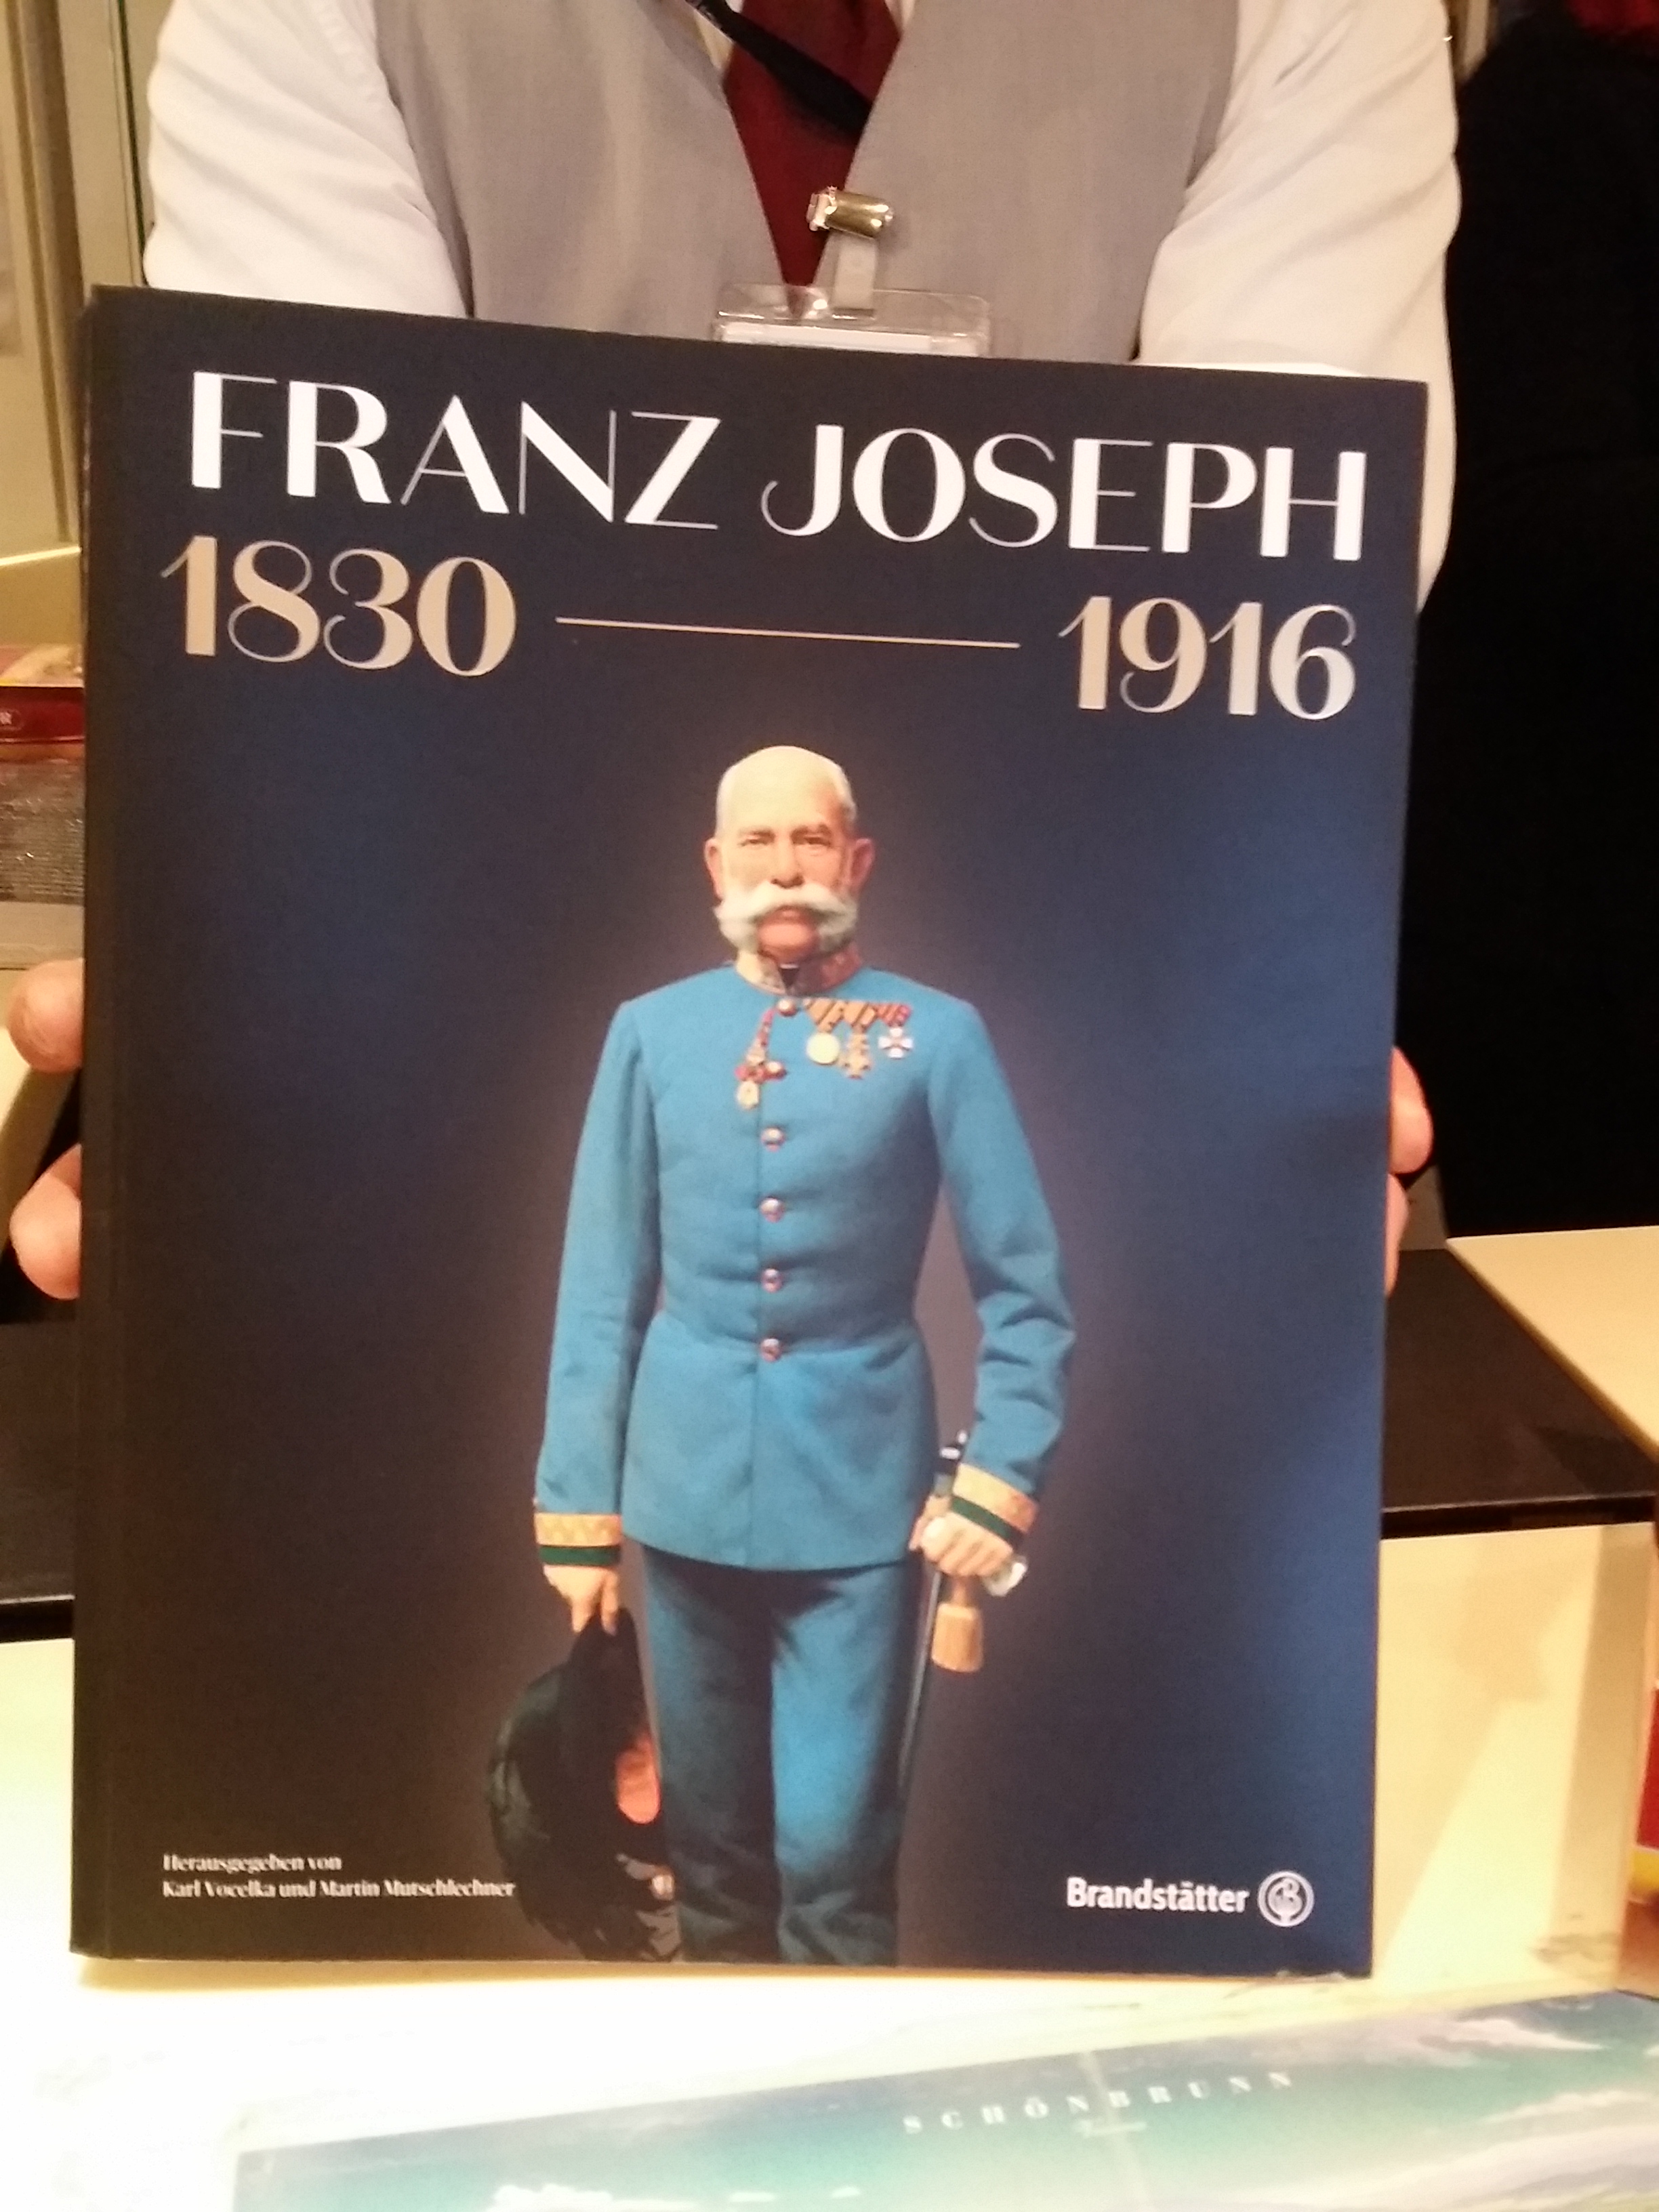 FRANZ JOSEPH
1830 — 1916
Herausgegeben von
Karl Vocelka und Martin Mutschlechner
Brandstätter
SCHÖNBRUNN